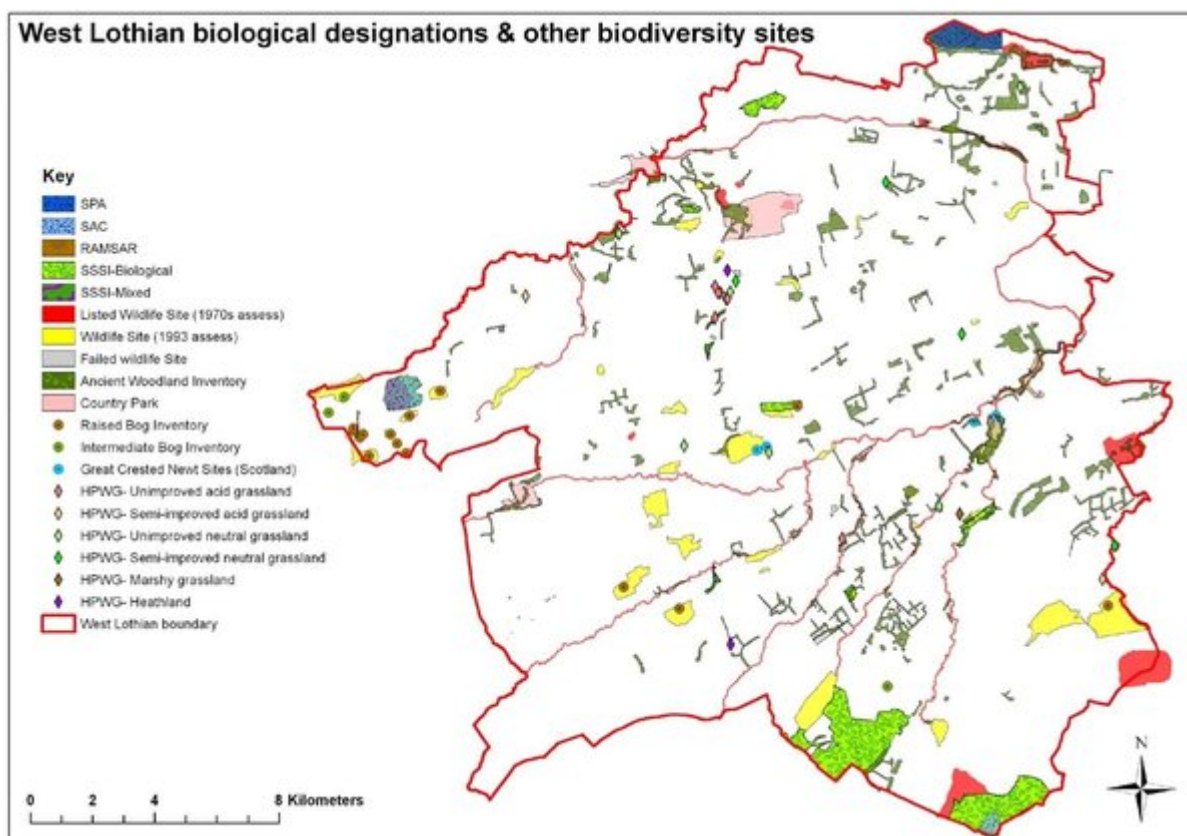 West Lothian biological designations & other biodiversity sites
Key
SPA
SAC
RAMSAR
SSSI-Biological
SSSI-Mixed
Listed Wildlife Site (1970s assess)
Wildlife Site (1993 assess)
Failed wildlife Site
Ancient Woodland Inventory
Country Park
Raised Bog Inventory
Intermediate Bog Inventory
Great Crested Newt Sites (Scotland)
HPWG- Unimproved acid grassland
HPWG- Semi-improved acid grassland
HPWG- Unimproved neutral grassland
HPWG- Semi-improved neutral grassland
HPWG- Marshy grassland
HPWG- Heathland
West Lothian boundary
N
0 2 4 8 Kilometers